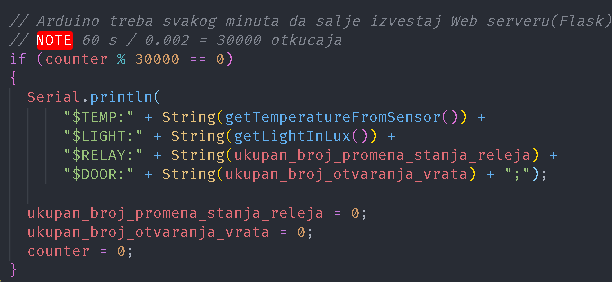 // Arduino treba svakog minuta da salje izvestaj Web serveru(Flask)
// NOTE 60 s / 0.002 = 30000 otkucaja
if (counter % 30000 == 0)
{
  Serial.println(
      "$TEMP:" + String(getTemperatureFromSensor()) +
      "$LIGHT:" + String(getLightInLux()) +
      "$RELAY:" + String(ukupan_broj_promena_stanja_releja) +
      "$DOOR:" + String(ukupan_broj_otvaranja_vrata) + ";");
  ukupan_broj_promena_stanja_releja = 0;
  ukupan_broj_otvaranja_vrata = 0;
  counter = 0;
}